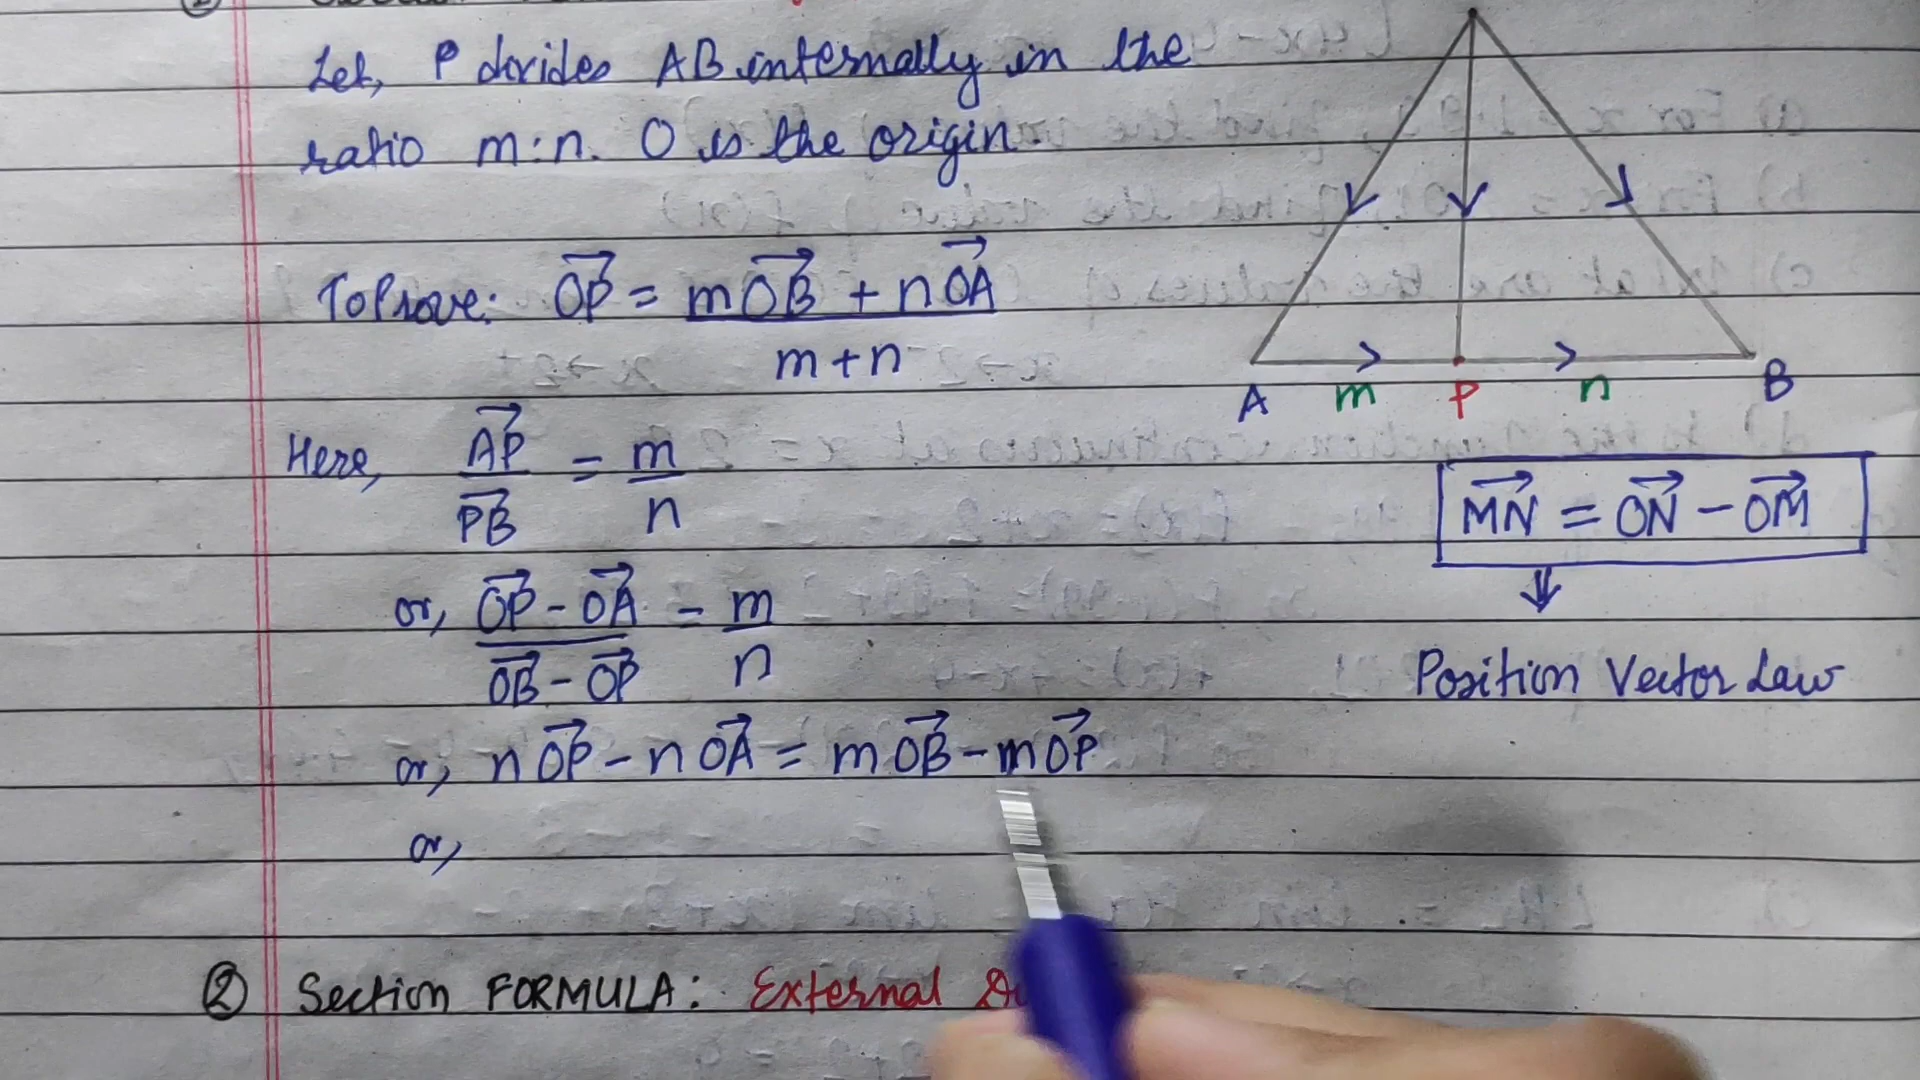 Let, P divides AB internally in the
ratio m:n. O is the origin.
To Prove: OP→ = (mOB→ + nOA→)/(m+n)
A m P n B
Here, AP→/PB→ = m/n
MN→ = ON→ - OM→
or, (OP→ - OA→)/(OB→ - OP→) = m/n
Position Vector Law
or, nOP→ - nOA→ = mOB→ - mOP→
or,
② Section FORMULA: External